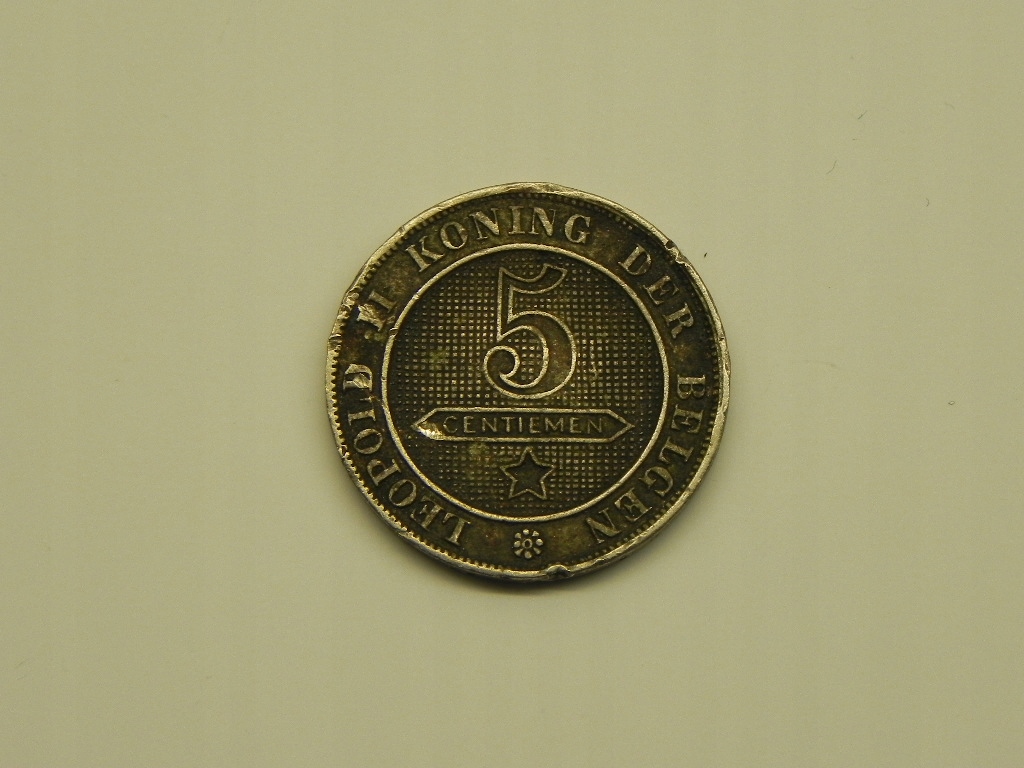 LEOPOLD II KONING DER BELGEN
5
CENTIEMEN